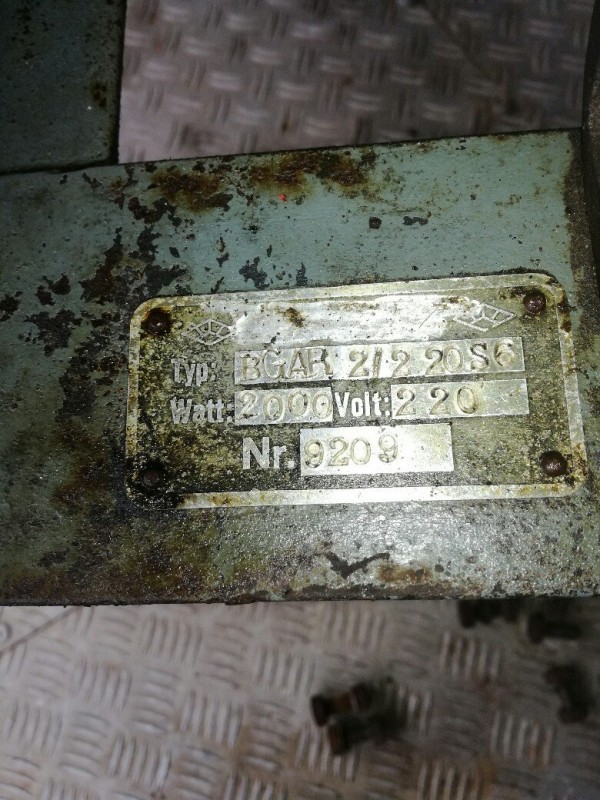 Typ: BGAR 2/2 20S6
Watt: 2000 Volt: 220
Nr. 9209